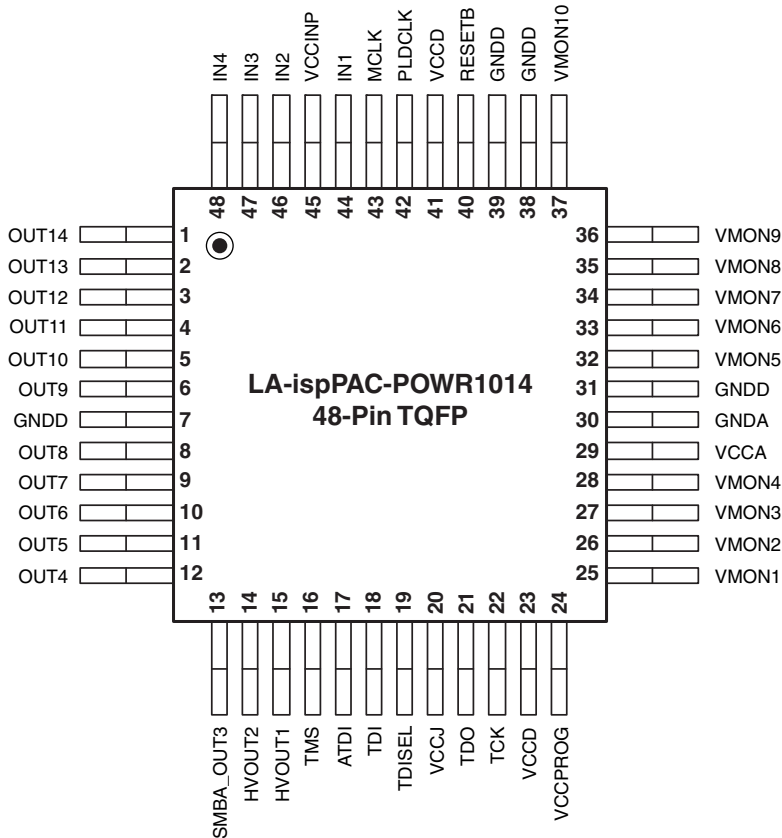 IN4
IN3
IN2
VCCINP
IN1
MCLK
PLDCLK
VCCD
RESETB
GNDD
GNDD
VMON10
48
47
46
45
44
43
42
41
40
39
38
37
OUT14 1
OUT13 2
OUT12 3
OUT11 4
OUT10 5
OUT9 6
GNDD 7
OUT8 8
OUT7 9
OUT6 10
OUT5 11
OUT4 12
LA-ispPAC-POWR1014
48-Pin TQFP
36 VMON9
35 VMON8
34 VMON7
33 VMON6
32 VMON5
31 GNDD
30 GNDA
29 VCCA
28 VMON4
27 VMON3
26 VMON2
25 VMON1
13
14
15
16
17
18
19
20
21
22
23
24
SMBA_OUT3
HVOUT2
HVOUT1
TMS
ATDI
TDI
TDISEL
VCCJ
TDO
TCK
VCCD
VCCPROG